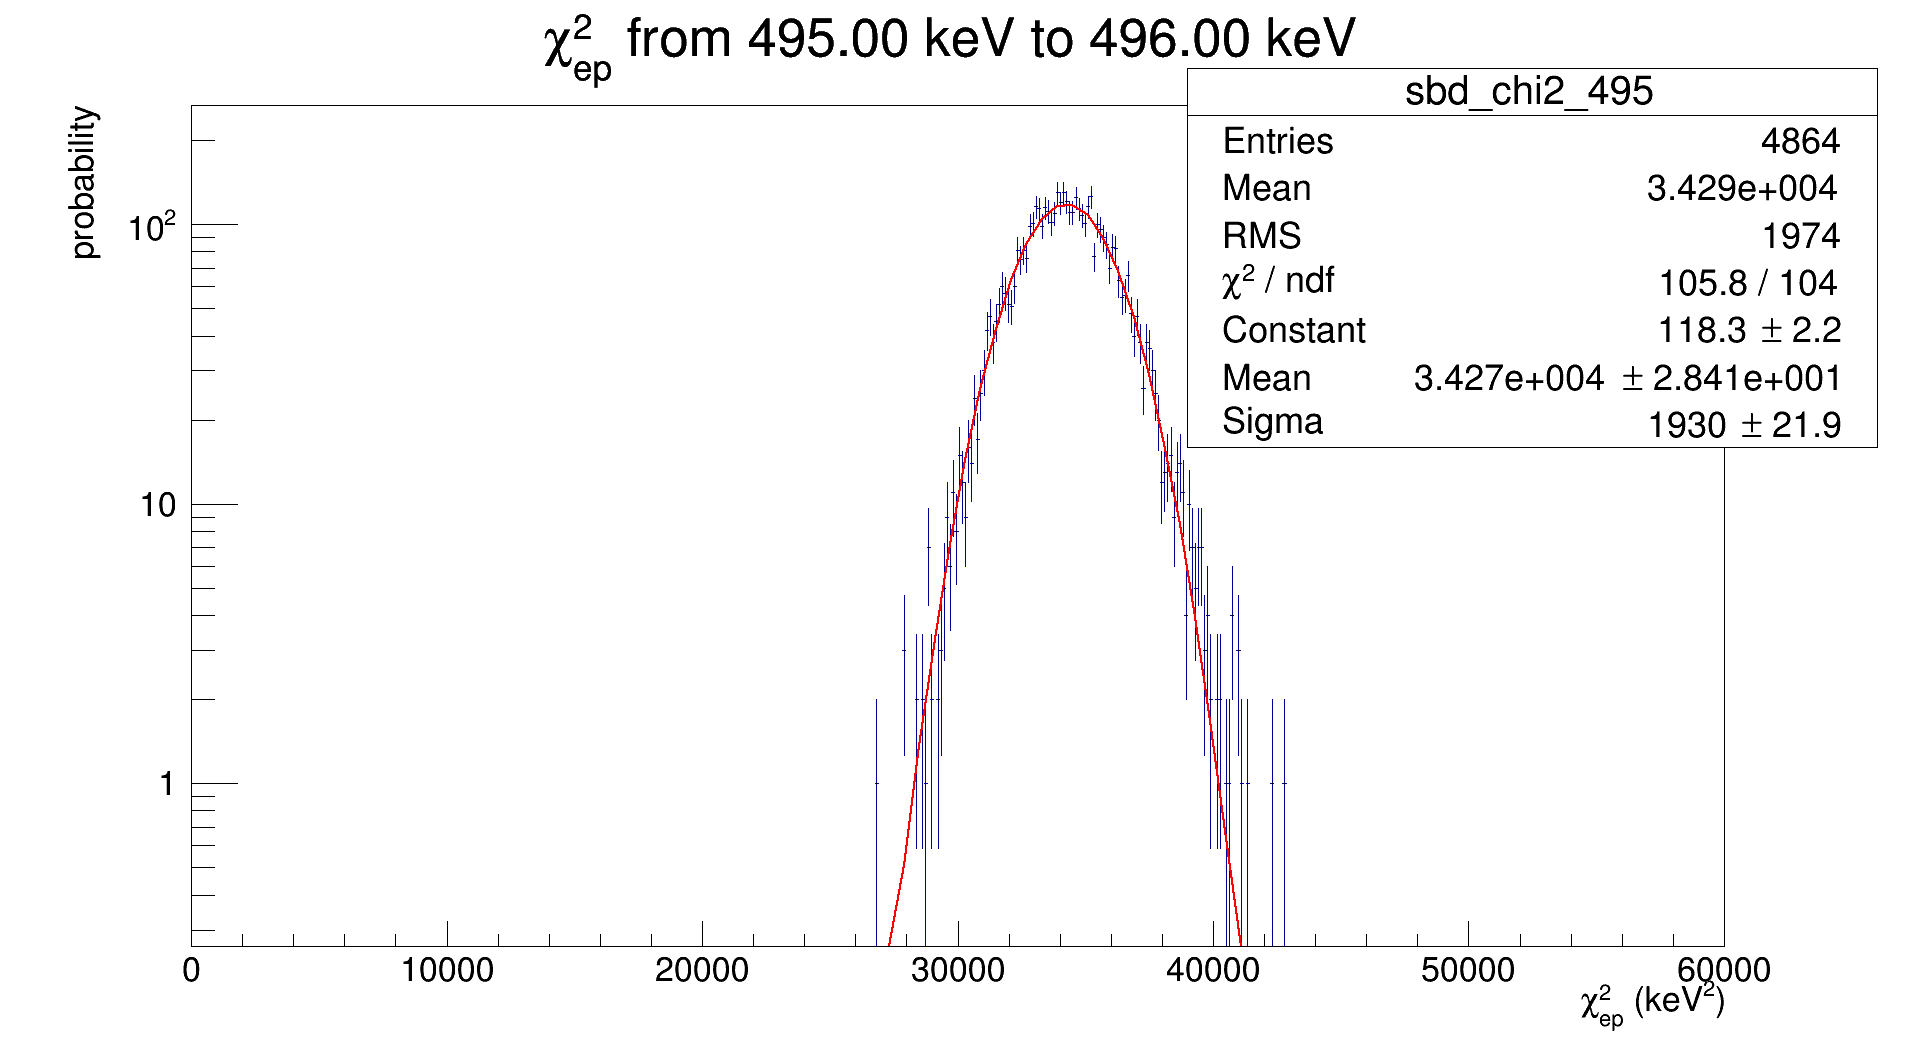 χ²ep from 495.00 keV to 496.00 keV
sbd_chi2_495
Entries 4864
Mean 3.429e+004
RMS 1974
χ² / ndf 105.8 / 104
Constant 118.3 ± 2.2
Mean 3.427e+004 ± 2.841e+001
Sigma 1930 ± 21.9
probability
10²
10
1
0 10000 20000 30000 40000 50000 60000
χ²ep (keV²)